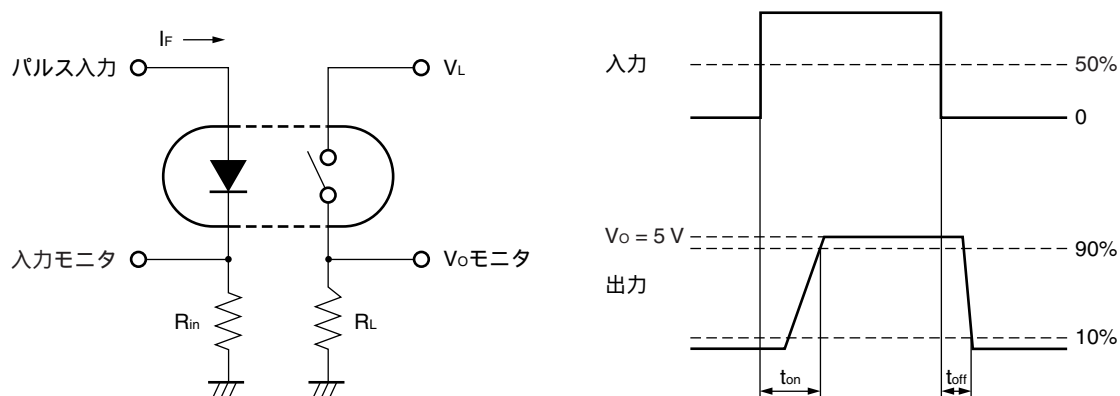 IF
パルス入力
VL
入力モニタ
VOモニタ
Rin
RL
入力
50%
0
VO = 5 V
90%
出力
10%
ton
toff